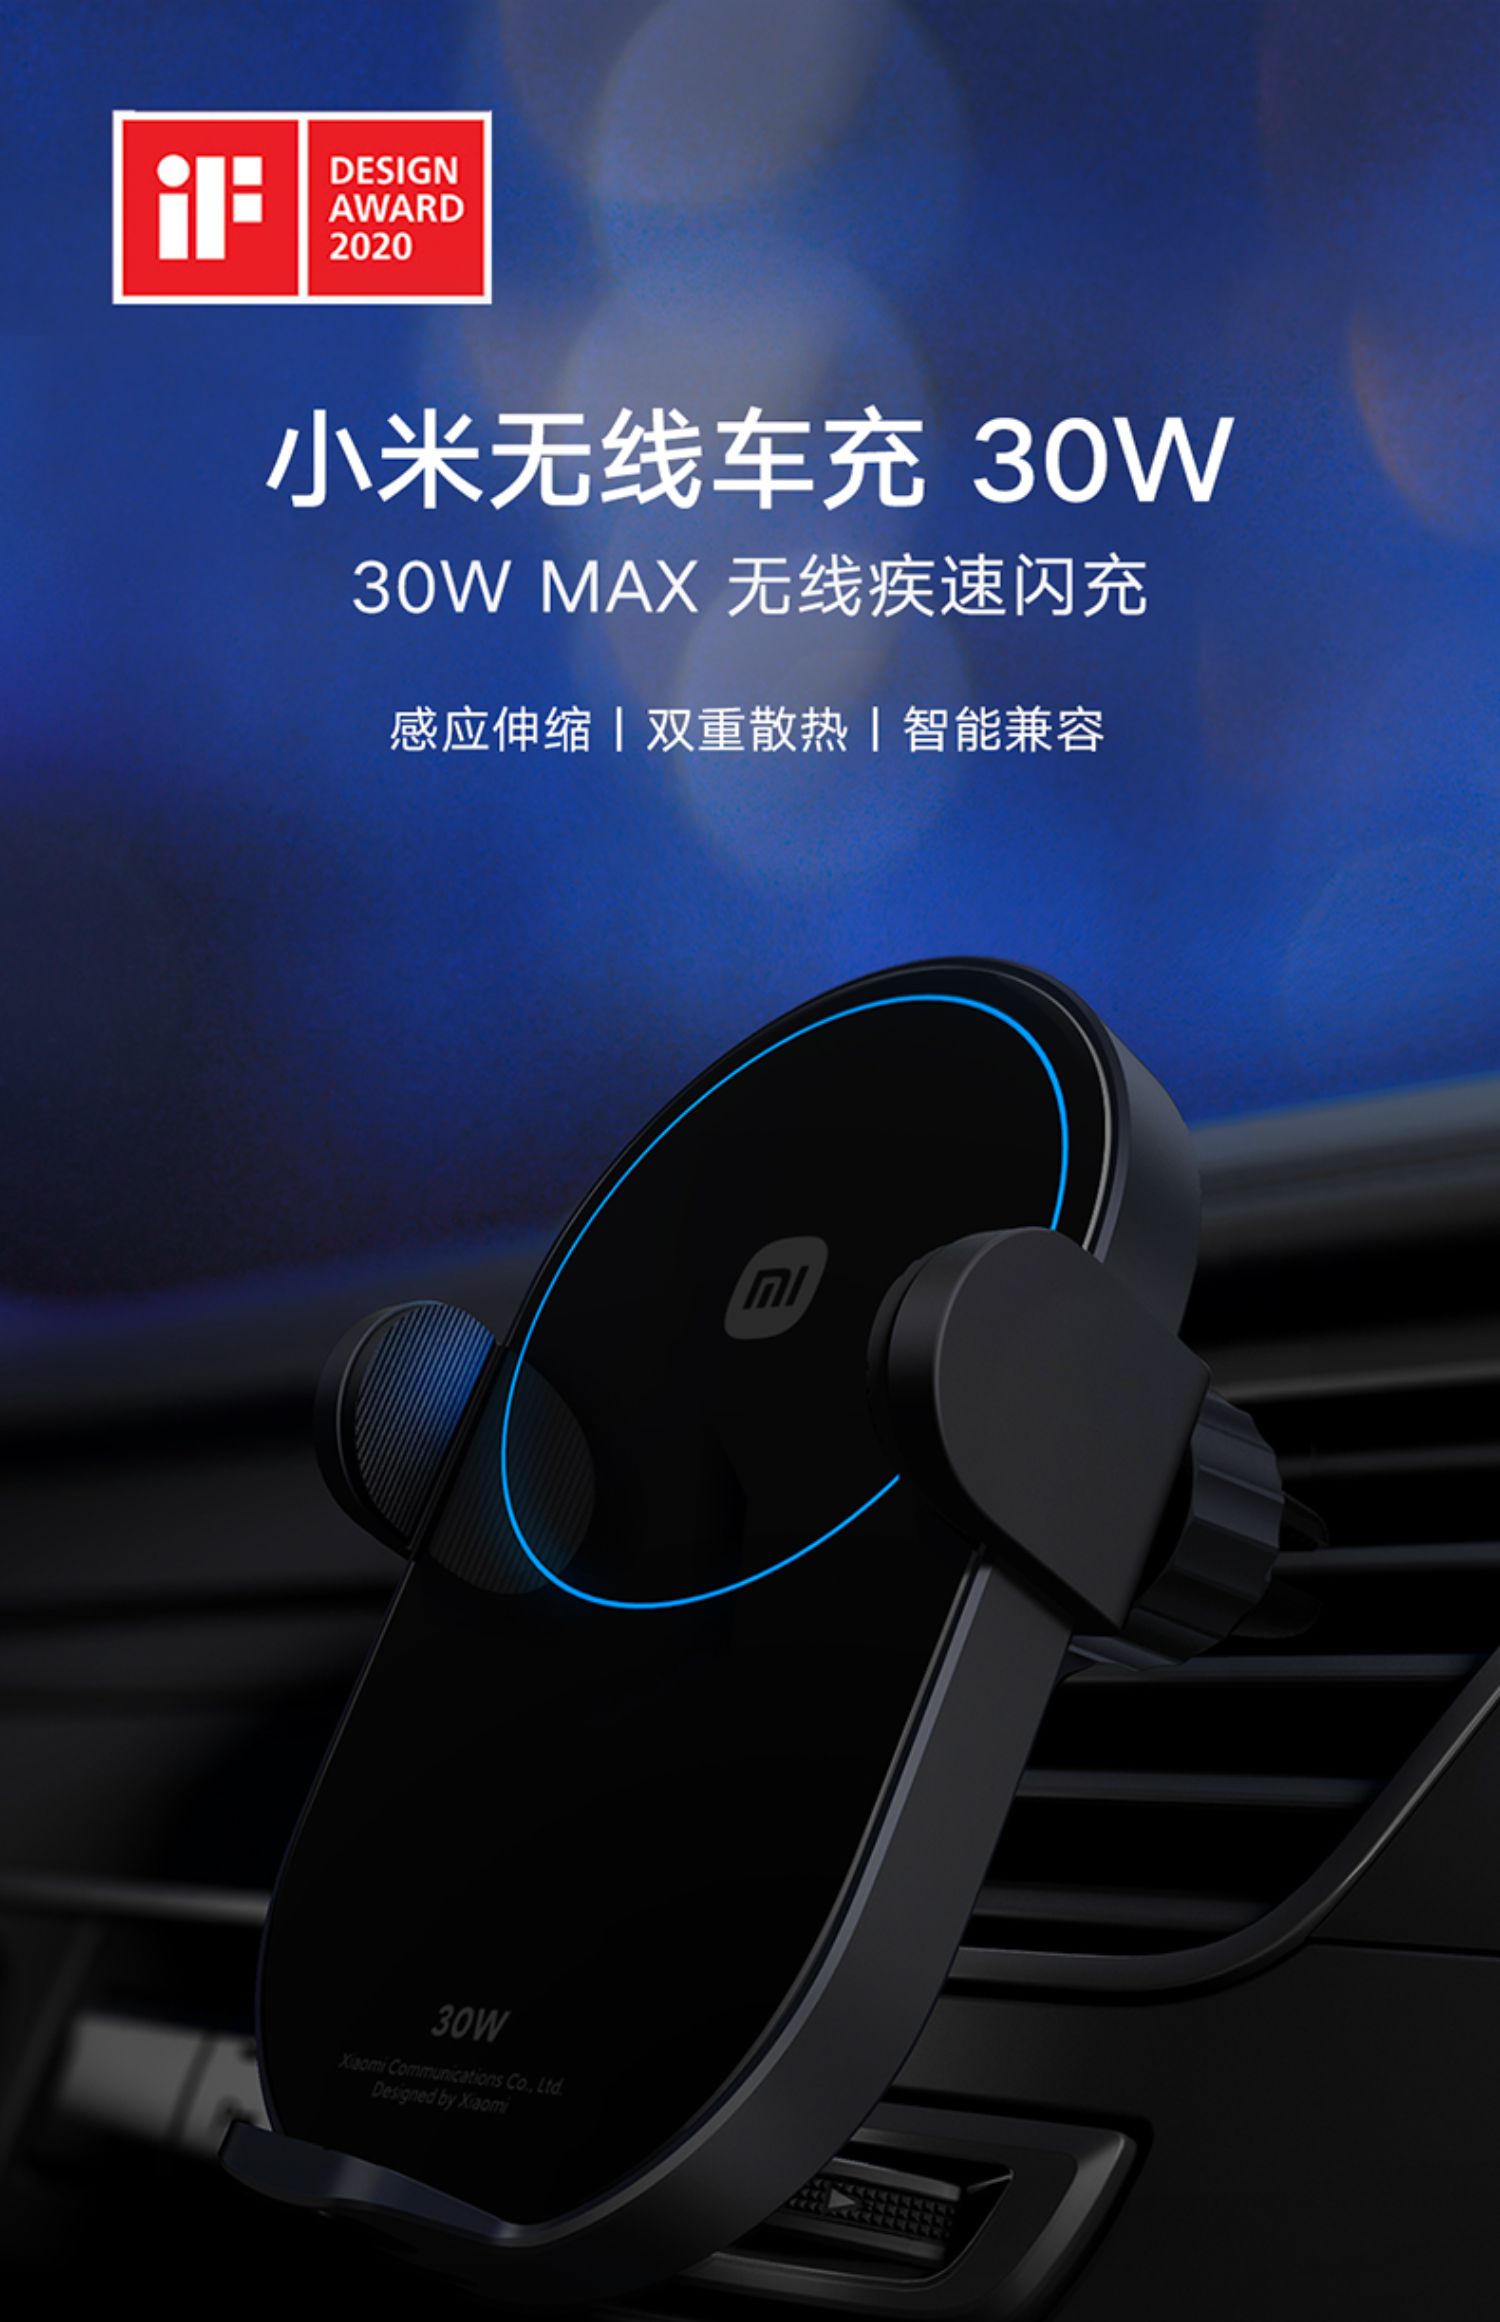 iF
DESIGN
AWARD
2020
小米无线车充 30W
30W MAX 无线疾速闪充
感应伸缩 | 双重散热 | 智能兼容
mi
30W
Xiaomi Communications Co., Ltd.
Designed by Xiaomi